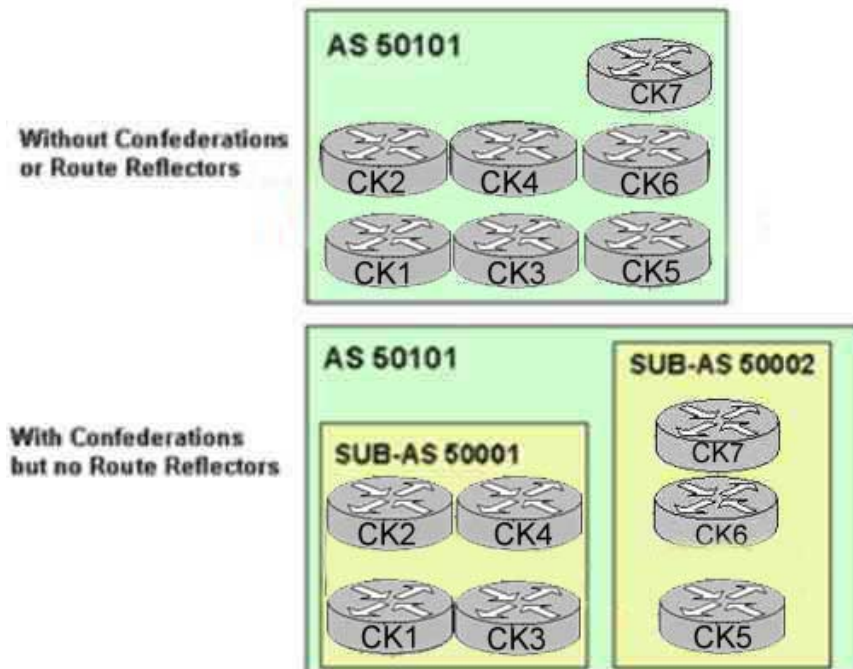 AS 50101
CK7
Without Confederations
or Route Reflectors
CK2 CK4 CK6
CK1 CK3 CK5
AS 50101
SUB-AS 50002
With Confederations
but no Route Reflectors
SUB-AS 50001
CK7
CK2 CK4 CK6
CK1 CK3 CK5